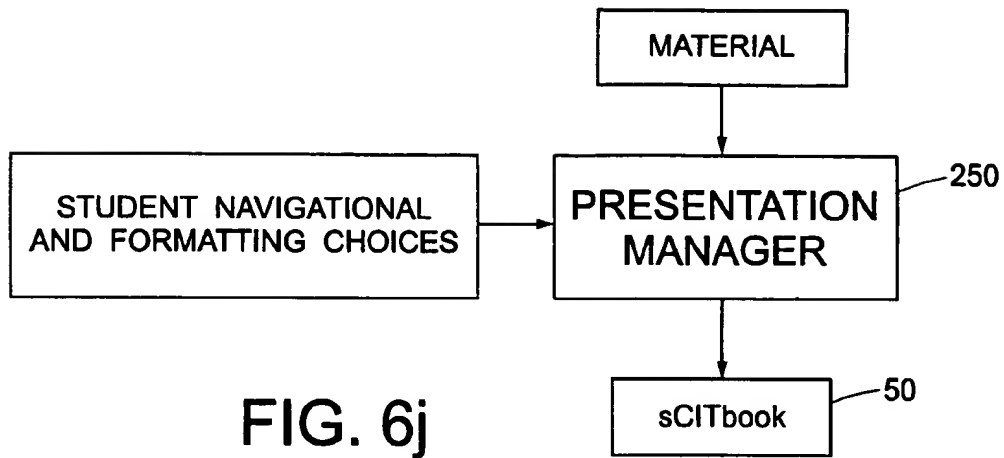 MATERIAL
STUDENT NAVIGATIONAL
AND FORMATTING CHOICES
PRESENTATION
MANAGER
250
sCITbook
50
FIG. 6j